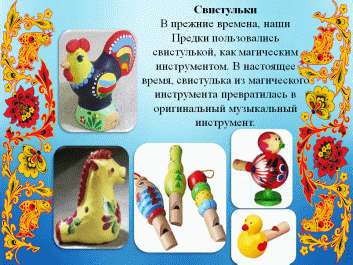 Свистульки
В прежние времена, наши
Предки пользовались
свистулькой, как магическим
инструментом. В настоящее
время, свистулька из магического
инструмента превратилась в
оригинальный музыкальный
инструмент.